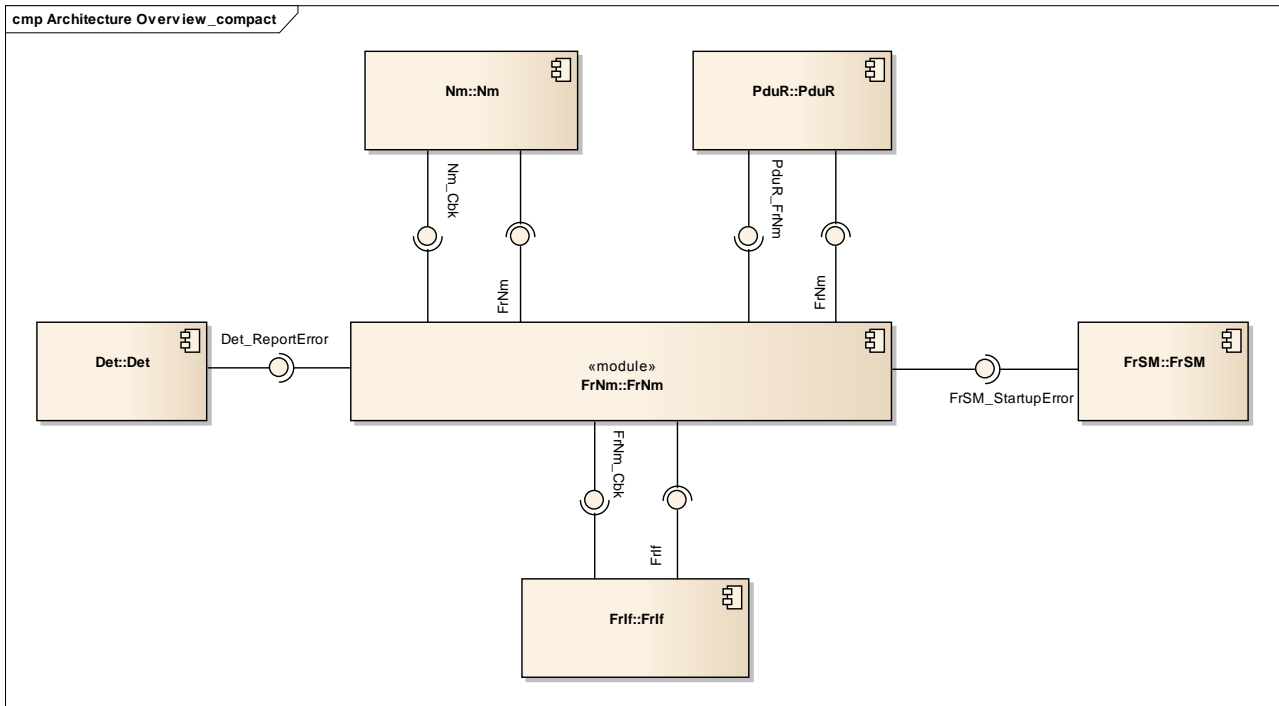 cmp Architecture Overview_compact
Nm::Nm
PduR::PduR
Nm_Cbk
PduR_FrNm
FrNm
FrNm
Det::Det
Det_ReportError
«module»
FrNm::FrNm
FrSM::FrSM
FrSM_StartupError
FrNm_Cbk
FrIf
FrIf::FrIf